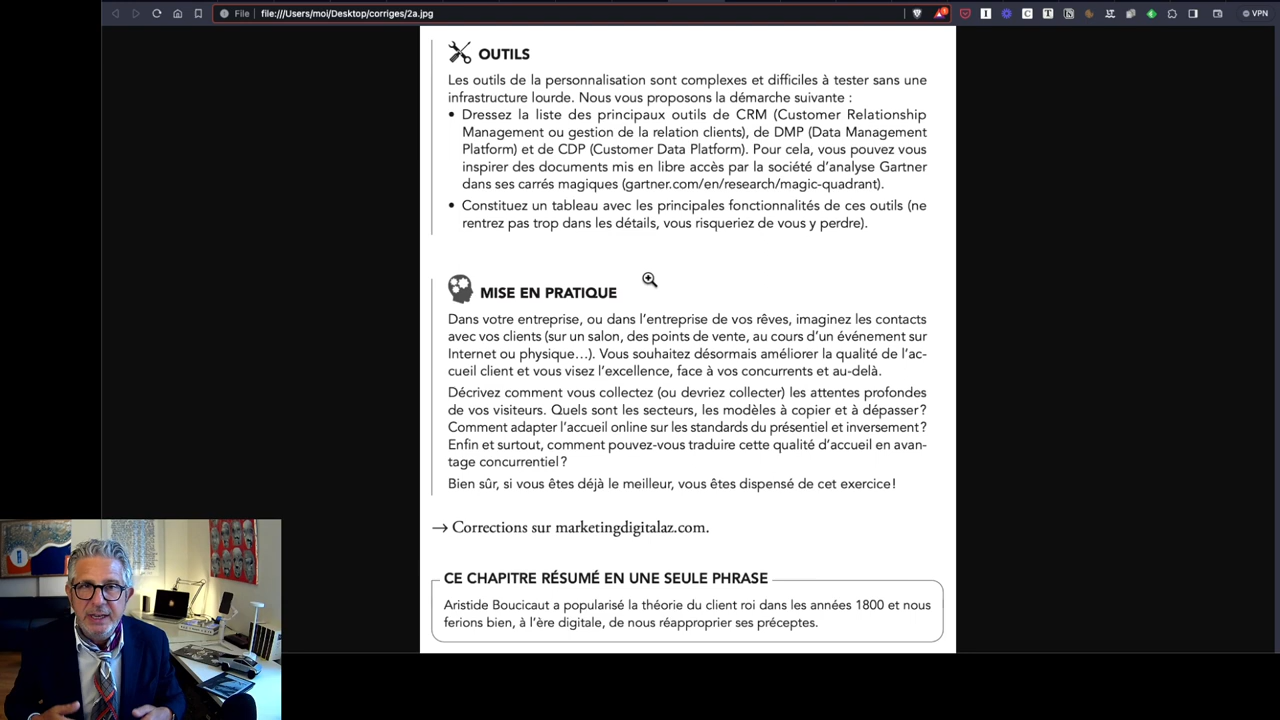 File
file:///Users/moi/Desktop/corriges/2a.jpg
VPN
OUTILS
Les outils de la personnalisation sont complexes et difficiles à tester sans une
infrastructure lourde. Nous vous proposons la démarche suivante :
• Dressez la liste des principaux outils de CRM (Customer Relationship
Management ou gestion de la relation clients), de DMP (Data Management
Platform) et de CDP (Customer Data Platform). Pour cela, vous pouvez vous
inspirer des documents mis en libre accès par la société d’analyse Gartner
dans ses carrés magiques (gartner.com/en/research/magic-quadrant).
• Constituez un tableau avec les principales fonctionnalités de ces outils (ne
rentrez pas trop dans les détails, vous risqueriez de vous y perdre).
MISE EN PRATIQUE
Dans votre entreprise, ou dans l’entreprise de vos rêves, imaginez les contacts
avec vos clients (sur un salon, des points de vente, au cours d’un événement sur
Internet ou physique…). Vous souhaitez désormais améliorer la qualité de l’ac-
cueil client et vous visez l’excellence, face à vos concurrents et au-delà.
Décrivez comment vous collectez (ou devriez collecter) les attentes profondes
de vos visiteurs. Quels sont les secteurs, les modèles à copier et à dépasser ?
Comment adapter l’accueil online sur les standards du présentiel et inversement ?
Enfin et surtout, comment pouvez-vous traduire cette qualité d’accueil en avan-
tage concurrentiel ?
Bien sûr, si vous êtes déjà le meilleur, vous êtes dispensé de cet exercice !
→ Corrections sur marketingdigitalaz.com.
CE CHAPITRE RÉSUMÉ EN UNE SEULE PHRASE
Aristide Boucicaut a popularisé la théorie du client roi dans les années 1800 et nous
ferions bien, à l’ère digitale, de nous réapproprier ses préceptes.